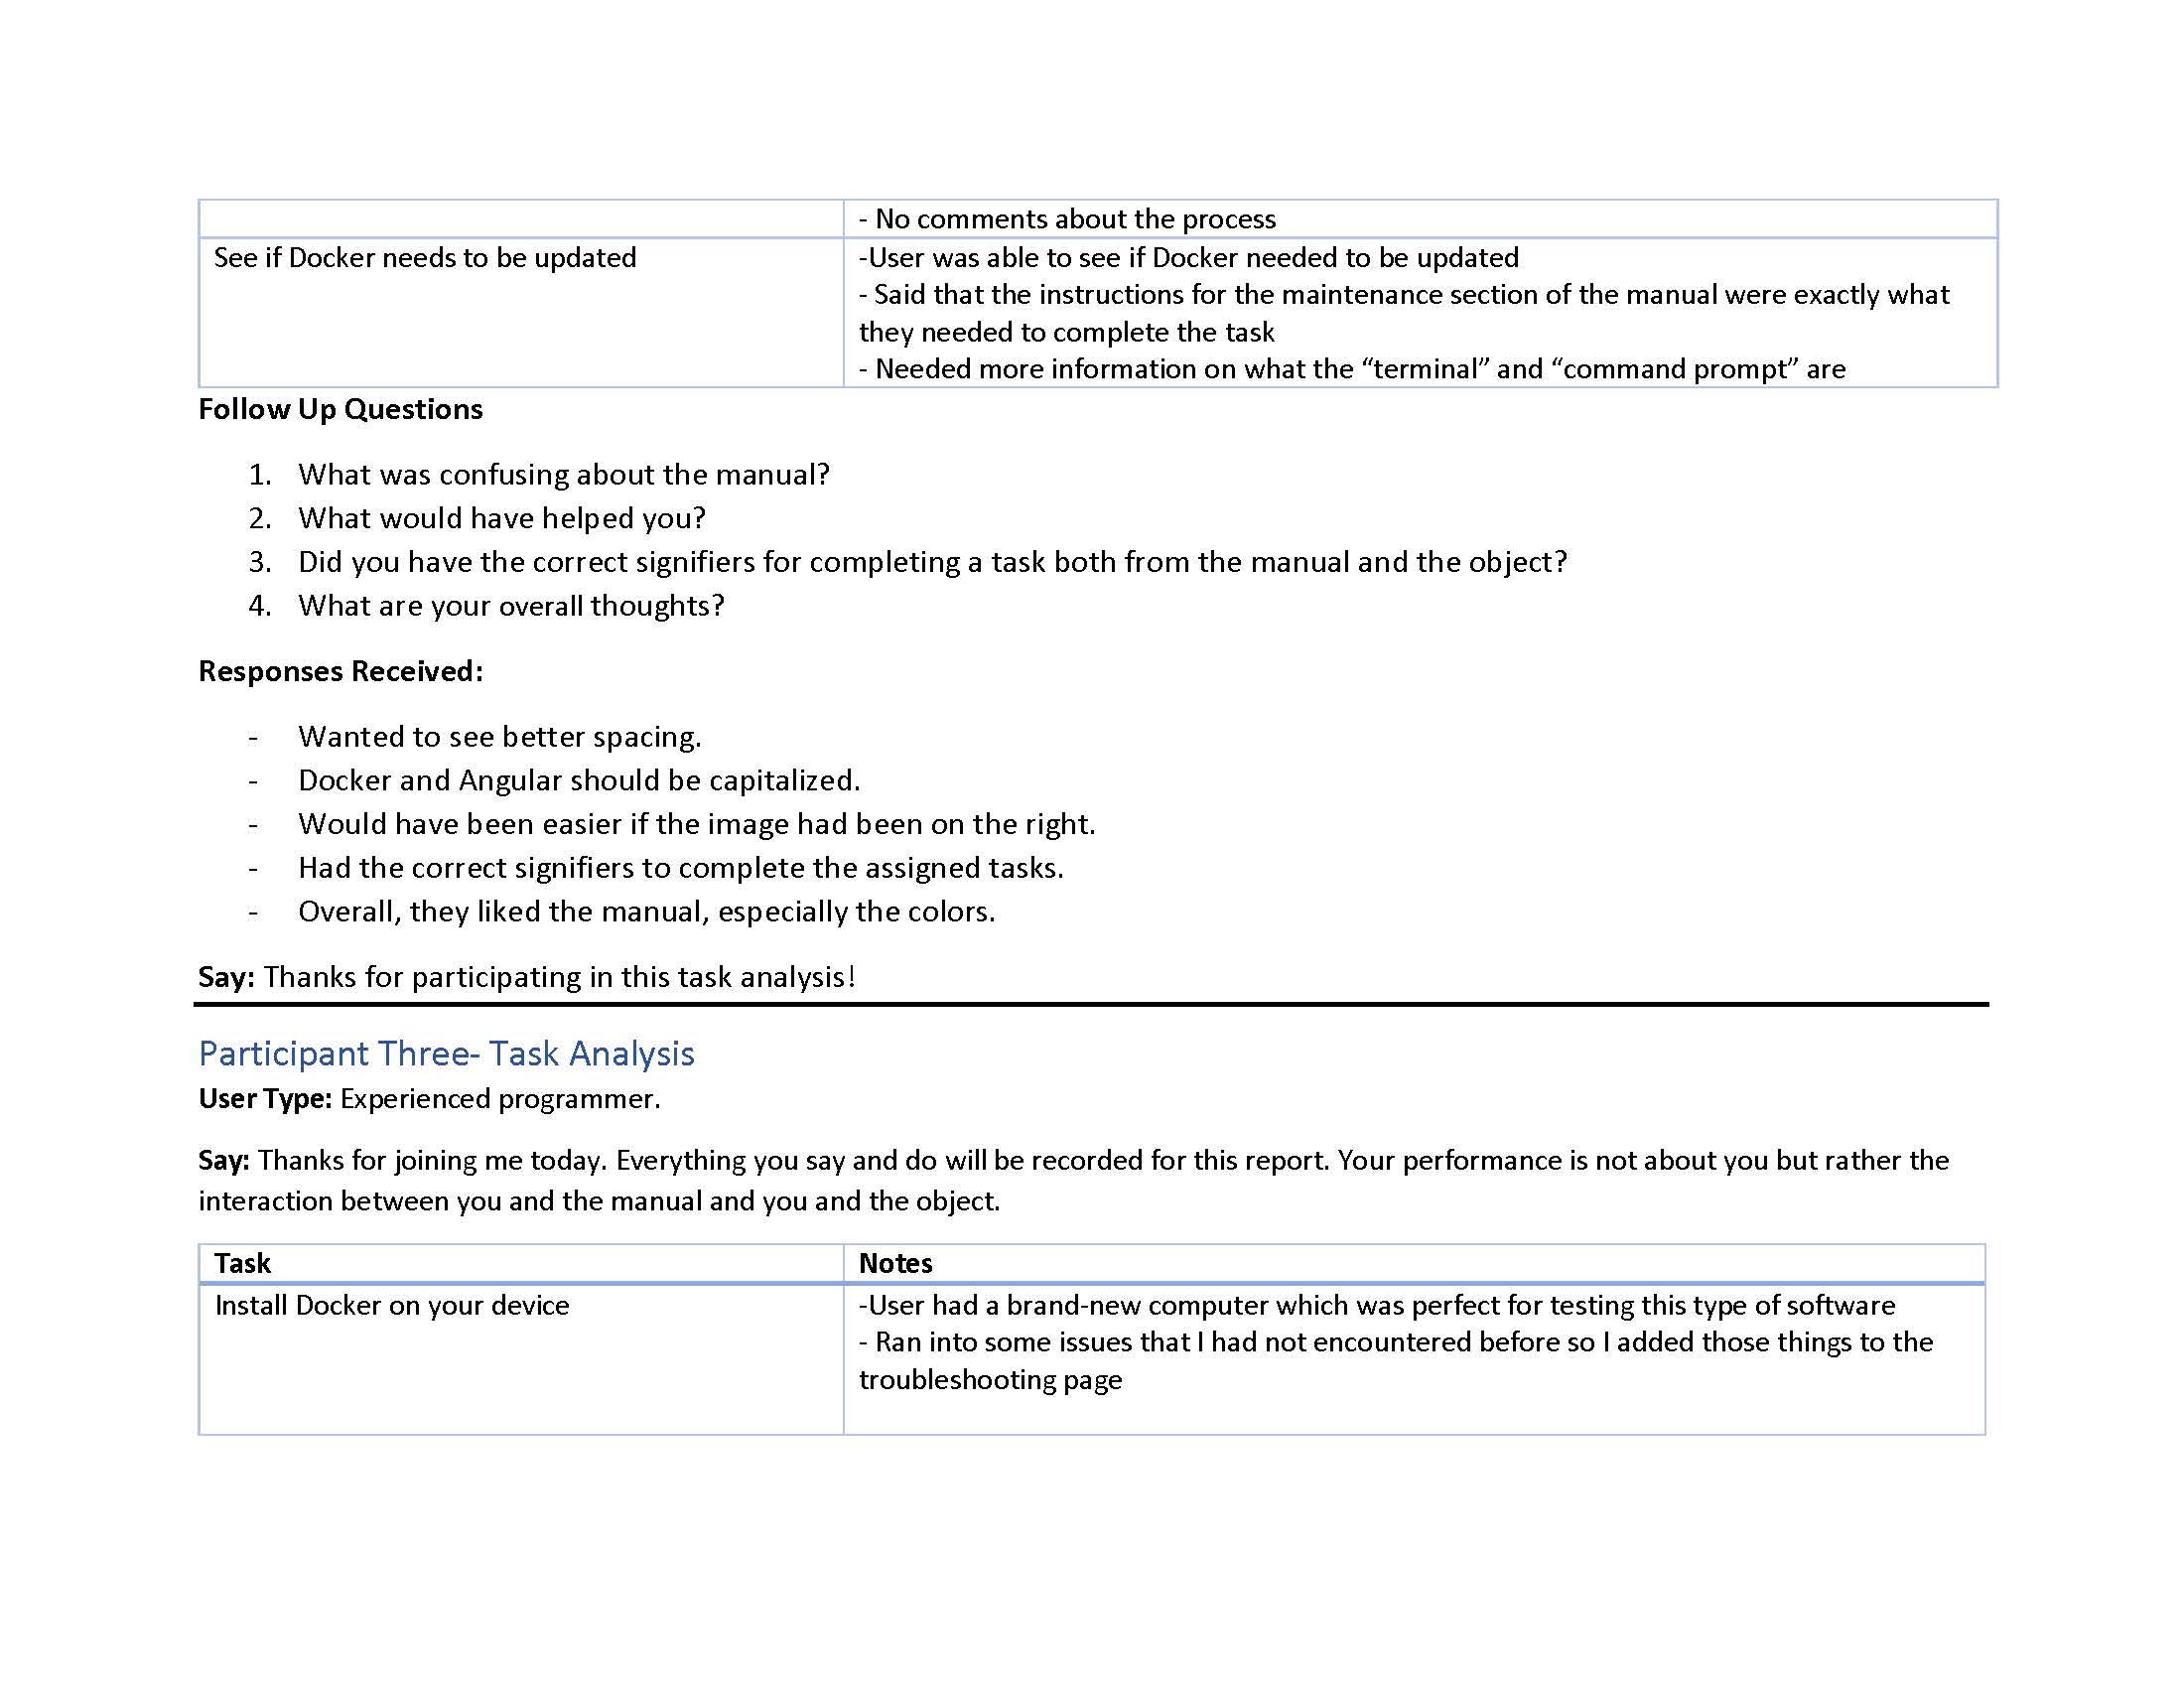 - No comments about the process
See if Docker needs to be updated
-User was able to see if Docker needed to be updated
- Said that the instructions for the maintenance section of the manual were exactly what
they needed to complete the task
- Needed more information on what the “terminal” and “command prompt” are
Follow Up Questions
1. What was confusing about the manual?
2. What would have helped you?
3. Did you have the correct signifiers for completing a task both from the manual and the object?
4. What are your overall thoughts?
Responses Received:
- Wanted to see better spacing.
- Docker and Angular should be capitalized.
- Would have been easier if the image had been on the right.
- Had the correct signifiers to complete the assigned tasks.
- Overall, they liked the manual, especially the colors.
Say: Thanks for participating in this task analysis!
Participant Three- Task Analysis
User Type: Experienced programmer.
Say: Thanks for joining me today. Everything you say and do will be recorded for this report. Your performance is not about you but rather the
interaction between you and the manual and you and the object.
Task
Notes
Install Docker on your device
-User had a brand-new computer which was perfect for testing this type of software
- Ran into some issues that I had not encountered before so I added those things to the
troubleshooting page